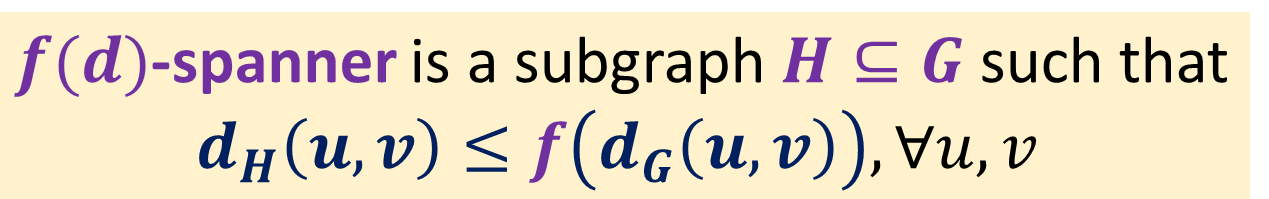 f(d)-spanner is a subgraph H ⊆ G such that
d_H(u, v) ≤ f(d_G(u, v)), ∀u, v